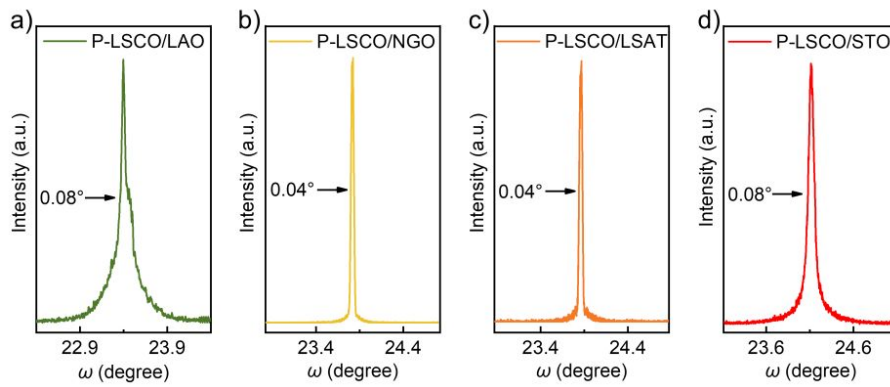 a)
P-LSCO/LAO
Intensity (a.u.)
0.08°
22.9 23.9
ω (degree)
b)
P-LSCO/NGO
Intensity (a.u.)
0.04°
23.4 24.4
ω (degree)
c)
P-LSCO/LSAT
Intensity (a.u.)
0.04°
23.4 24.4
ω (degree)
d)
P-LSCO/STO
Intensity (a.u.)
0.08°
23.6 24.6
ω (degree)